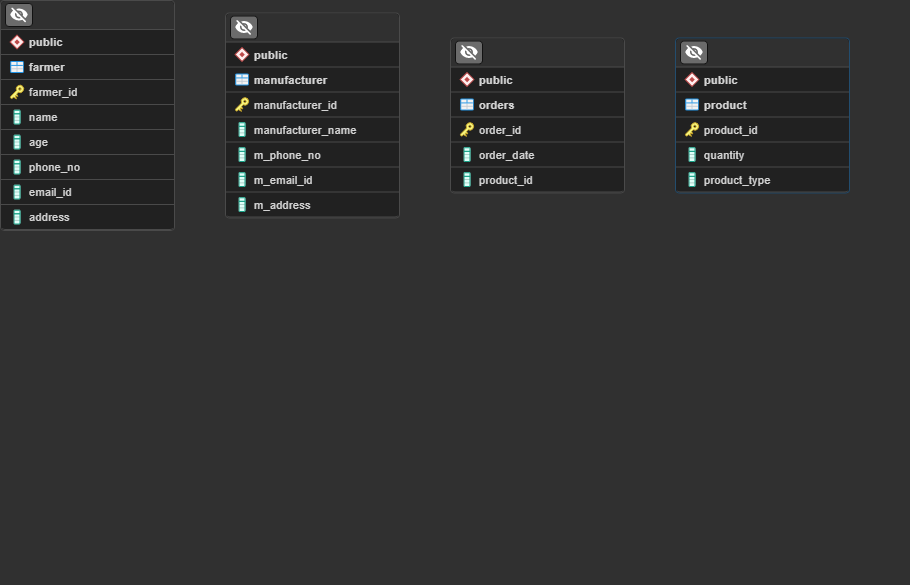 public
farmer
farmer_id
name
age
phone_no
email_id
address
public
manufacturer
manufacturer_id
manufacturer_name
m_phone_no
m_email_id
m_address
public
orders
order_id
order_date
product_id
public
product
product_id
quantity
product_type